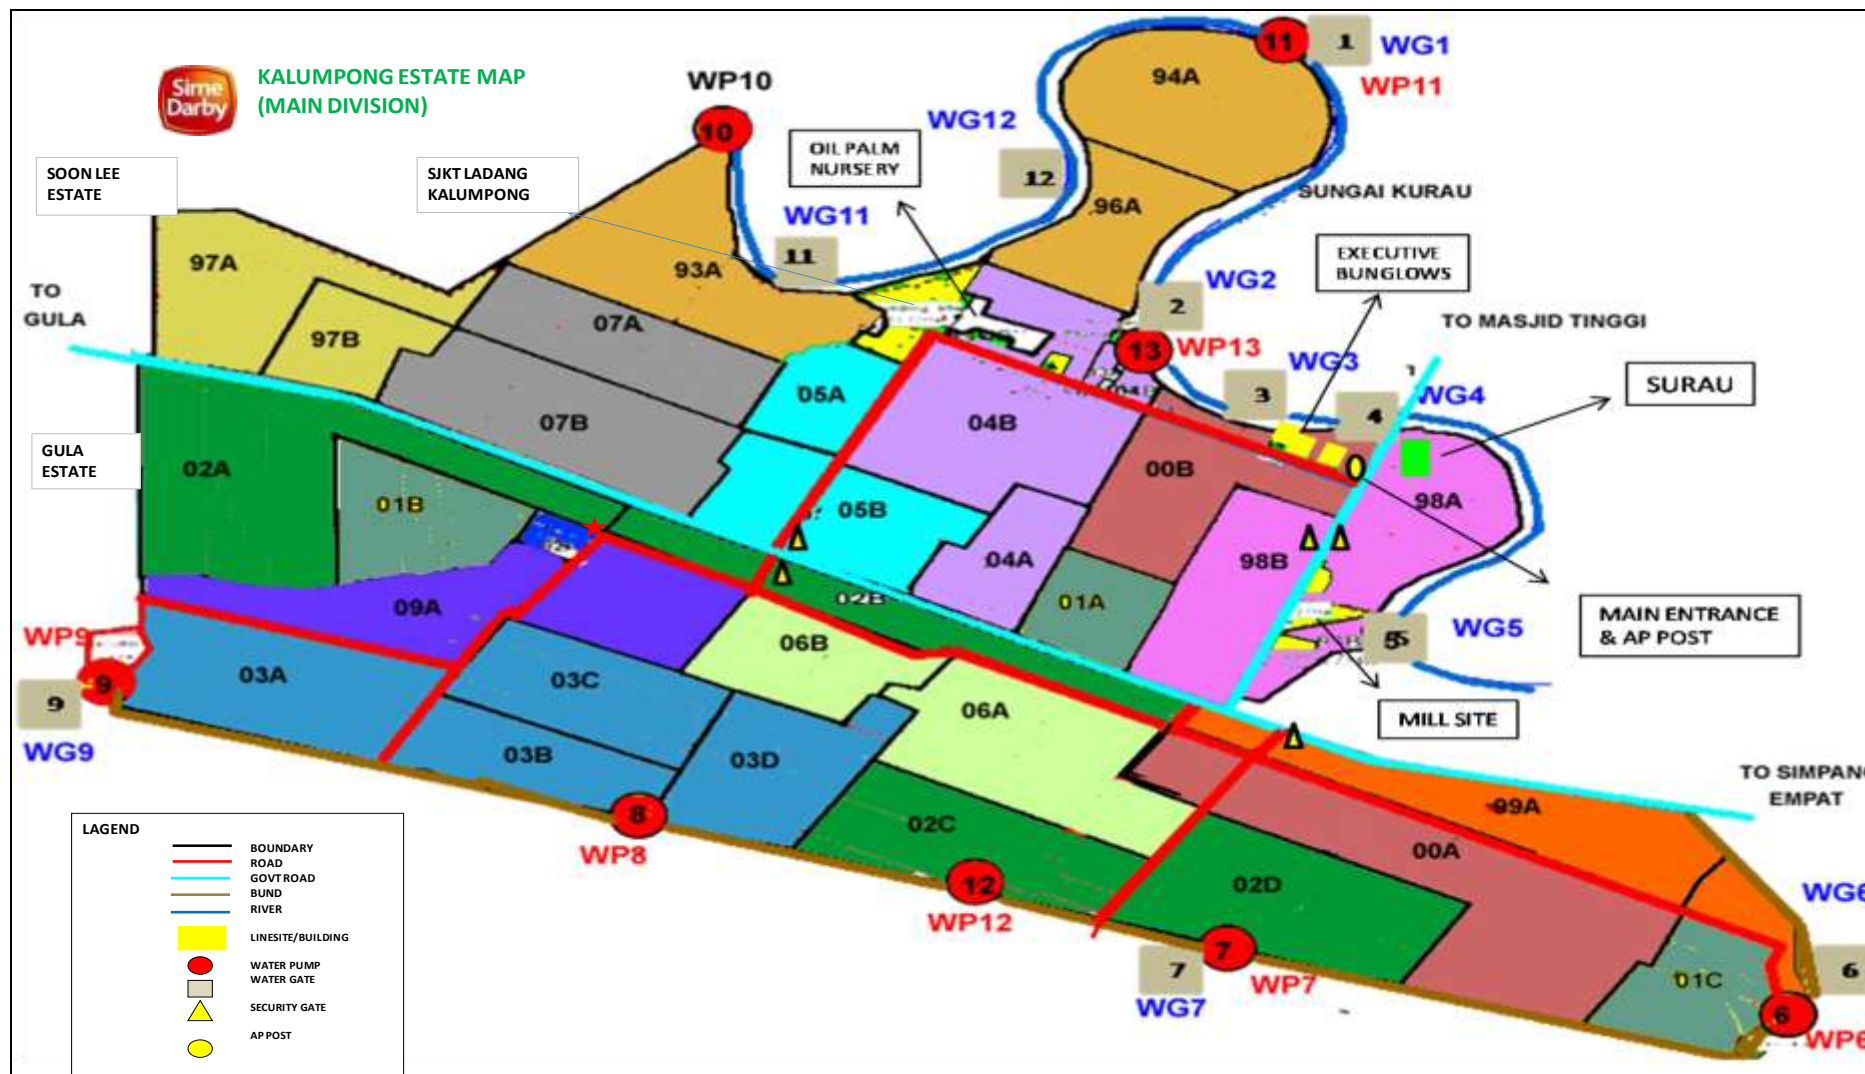 Sime
Darby
KALUMPONG ESTATE MAP
(MAIN DIVISION)
WP10
10
11
1
WG1
WP11
94A
WG12
12
OIL PALM
NURSERY
SOON LEE
ESTATE
SJKT LADANG
KALUMPONG
96A
SUNGAI KURAU
WG11
11
97A
93A
EXECUTIVE
BUNGLOWS
WG2
2
TO
GULA
97B
07A
13
WP13
TO MASJID TINGGI
WG3
3
WG4
4
SURAU
05A
04B
07B
04B
GULA
ESTATE
02A
01B
00B
98A
05B
04A
98B
01A
02B
09A
MAIN ENTRANCE
& AP POST
WG5
5
WP9
9
9
WG9
03A
03C
06B
06A
MILL SITE
03B
03D
TO SIMPANG
EMPAT
99A
8
WP8
02C
00A
12
WP12
02D
WG6
6
7
WG7
7
WP7
01C
6
WP6
LAGEND
BOUNDARY
ROAD
GOVT ROAD
BUND
RIVER
LINESITE/BUILDING
WATER PUMP
WATER GATE
SECURITY GATE
AP POST